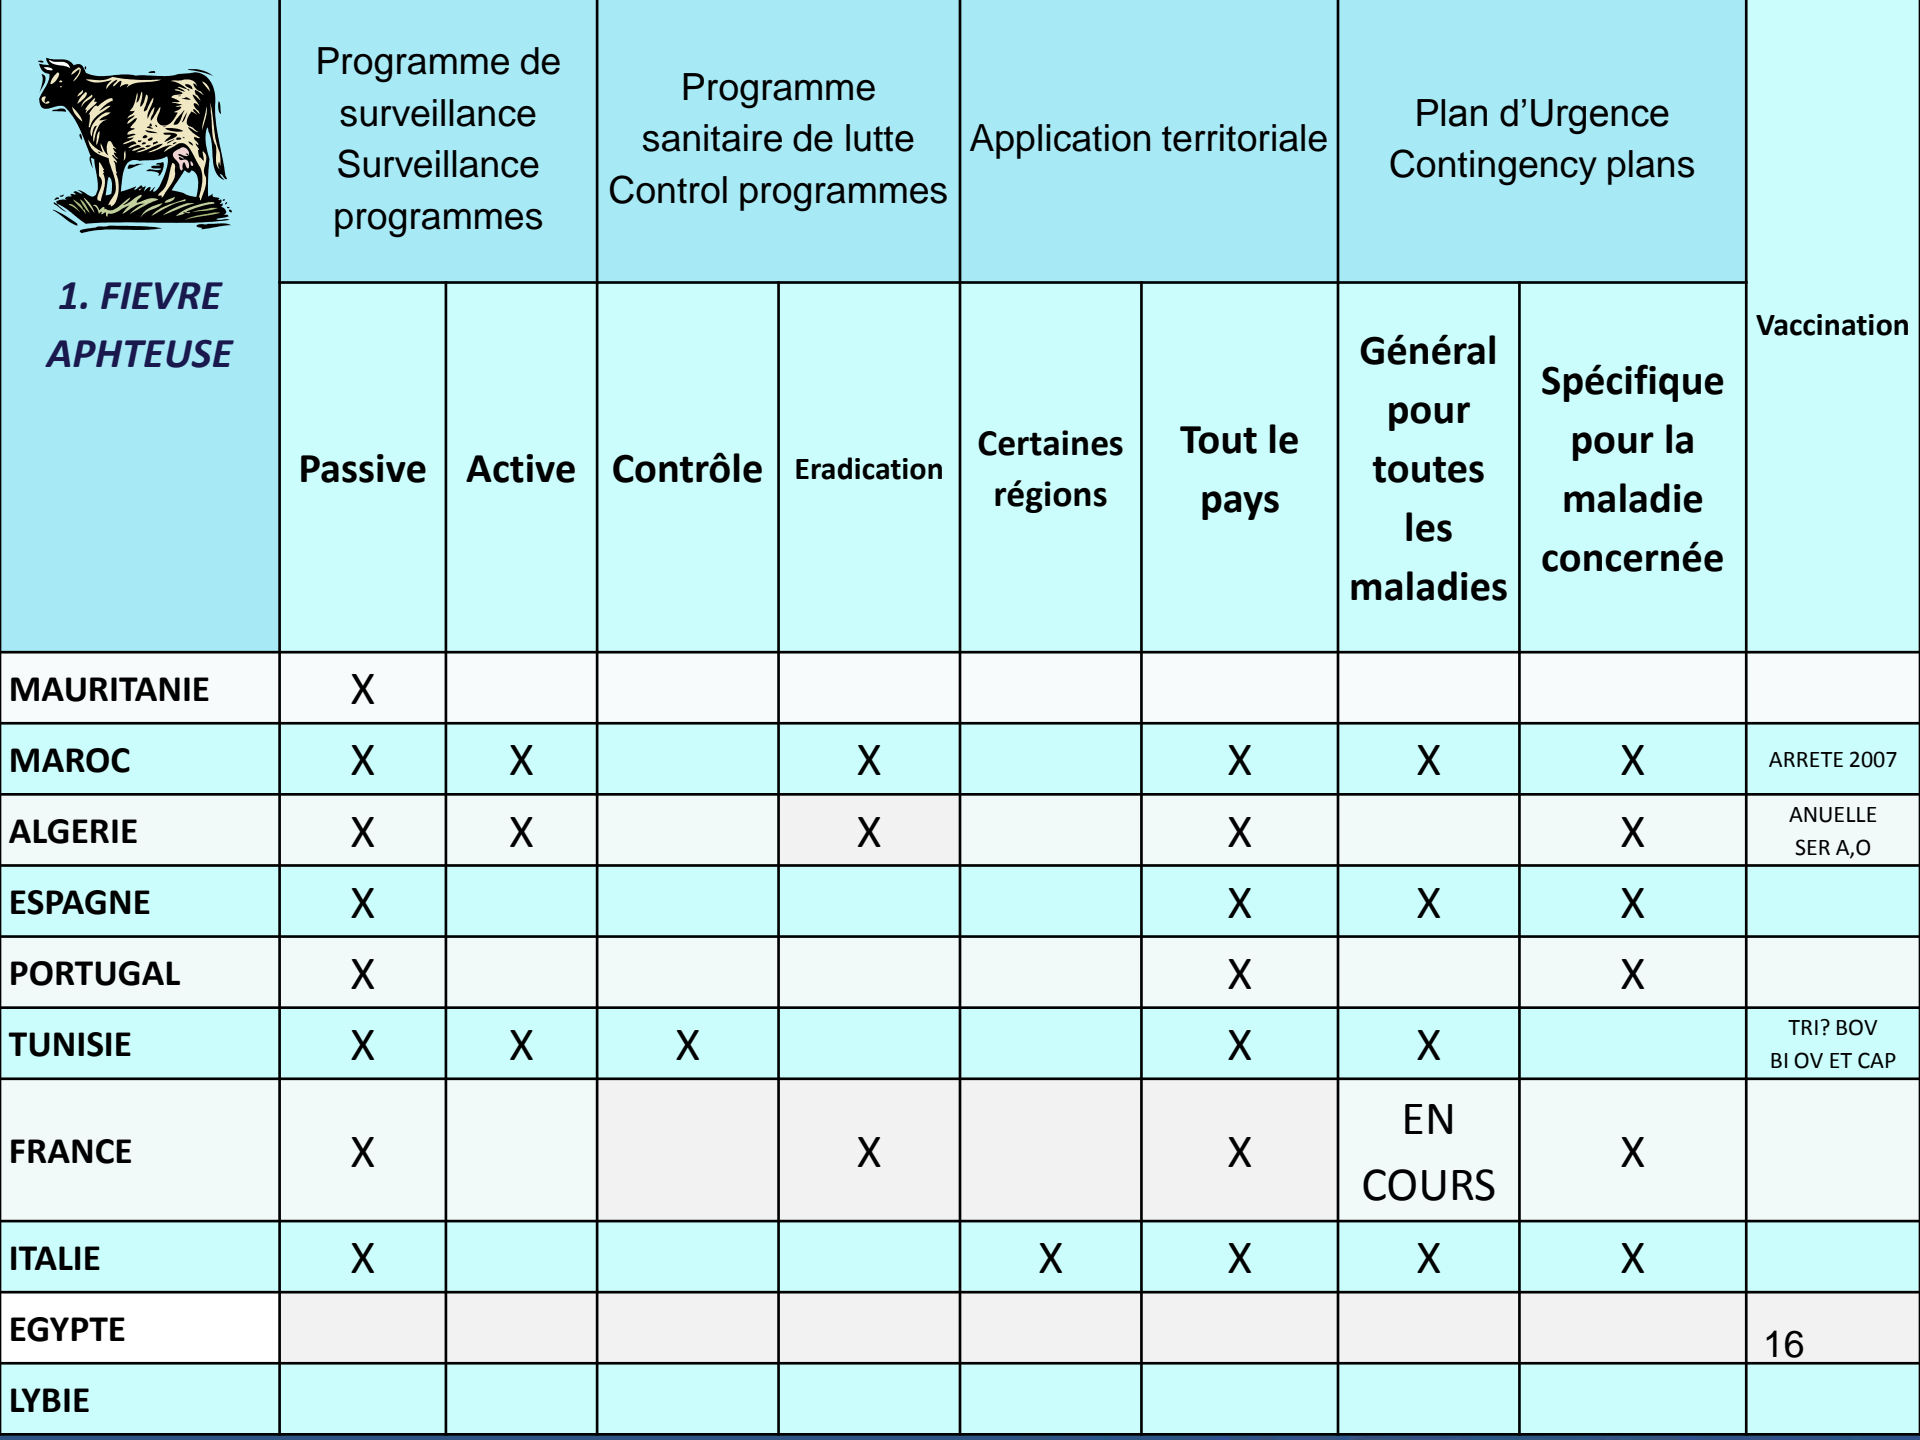 1. FIEVRE
APHTEUSE
Programme de
surveillance
Surveillance
programmes
Programme
sanitaire de lutte
Control programmes
Application territoriale
Plan d’Urgence
Contingency plans
Vaccination
Passive
Active
Contrôle
Eradication
Certaines
régions
Tout le
pays
Général
pour
toutes
les
maladies
Spécifique
pour la
maladie
concernée
MAURITANIE X
MAROC X X X X X X ARRETE 2007
ALGERIE X X X X X ANUELLE
SER A,O
ESPAGNE X X X X
PORTUGAL X X X
TUNISIE X X X X X TRI? BOV
BI OV ET CAP
FRANCE X X X EN
COURS X
ITALIE X X X X X
EGYPTE
16
LYBIE